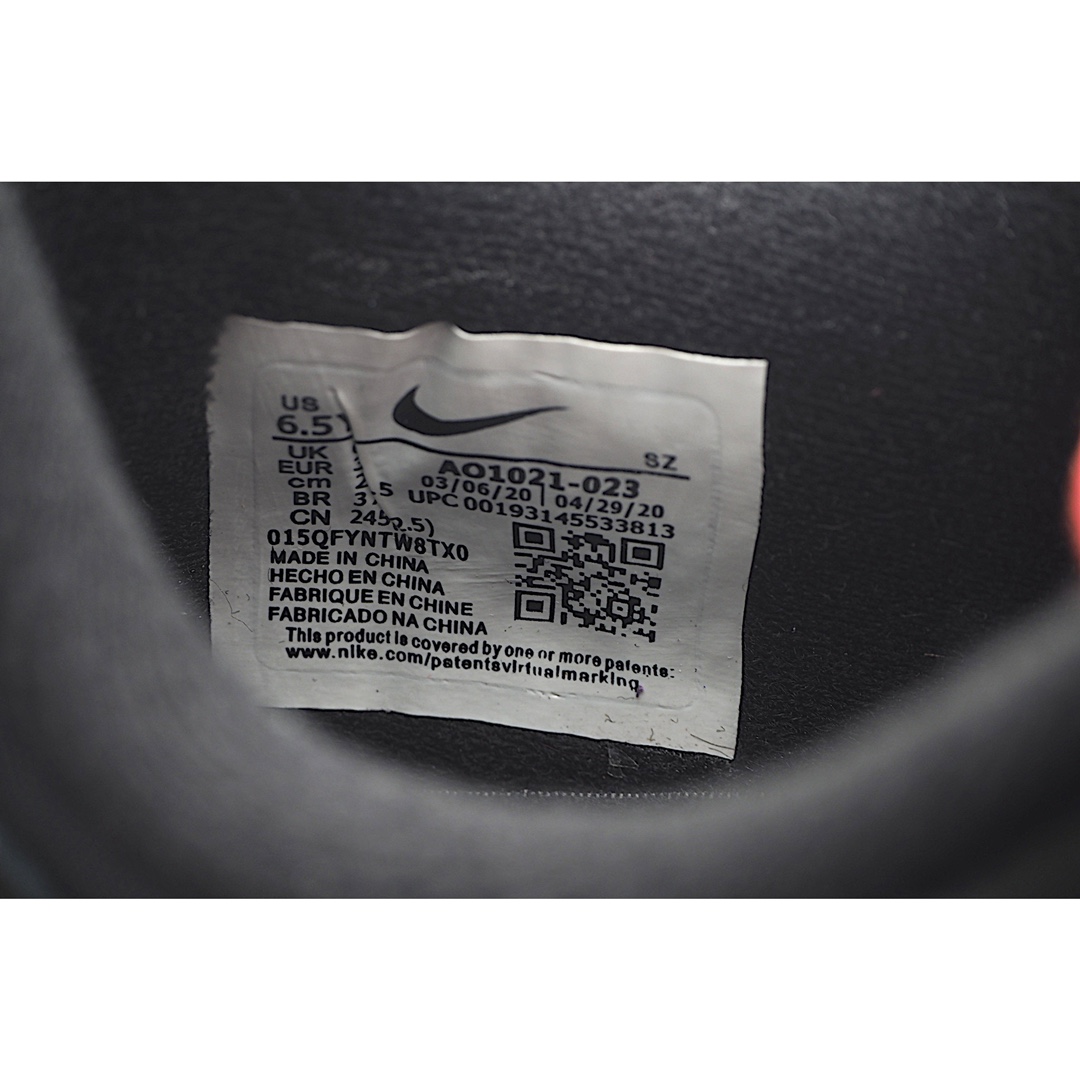 US
6.5Y
SZ
UK
AO1021-023
EUR
03/06/20 | 04/29/20
cm
UPC 00193145533813
BR
CN
015QFYNTW8TX0
MADE IN CHINA
HECHO EN CHINA
FABRIQUE EN CHINE
FABRICADO NA CHINA
This product is covered by one or more patents:
www.nike.com/patentsvirtualmarking